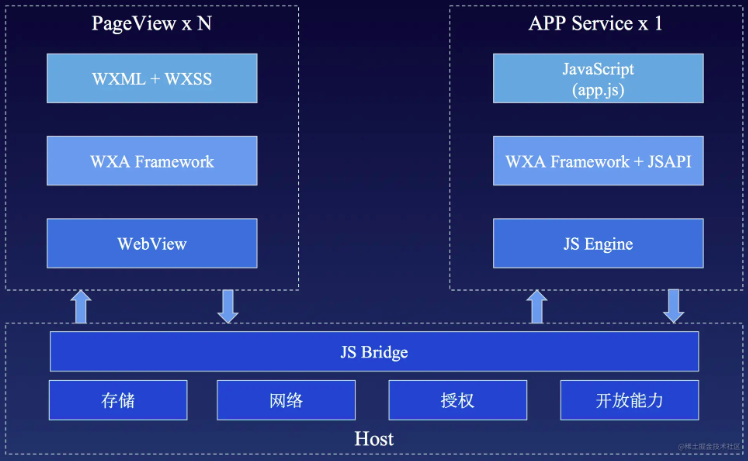 PageView x N
APP Service x 1
WXML + WXSS
JavaScript
(app.js)
WXA Framework
WXA Framework + JSAPI
WebView
JS Engine
JS Bridge
存储
网络
授权
开放能力
Host
@稀土掘金技术社区